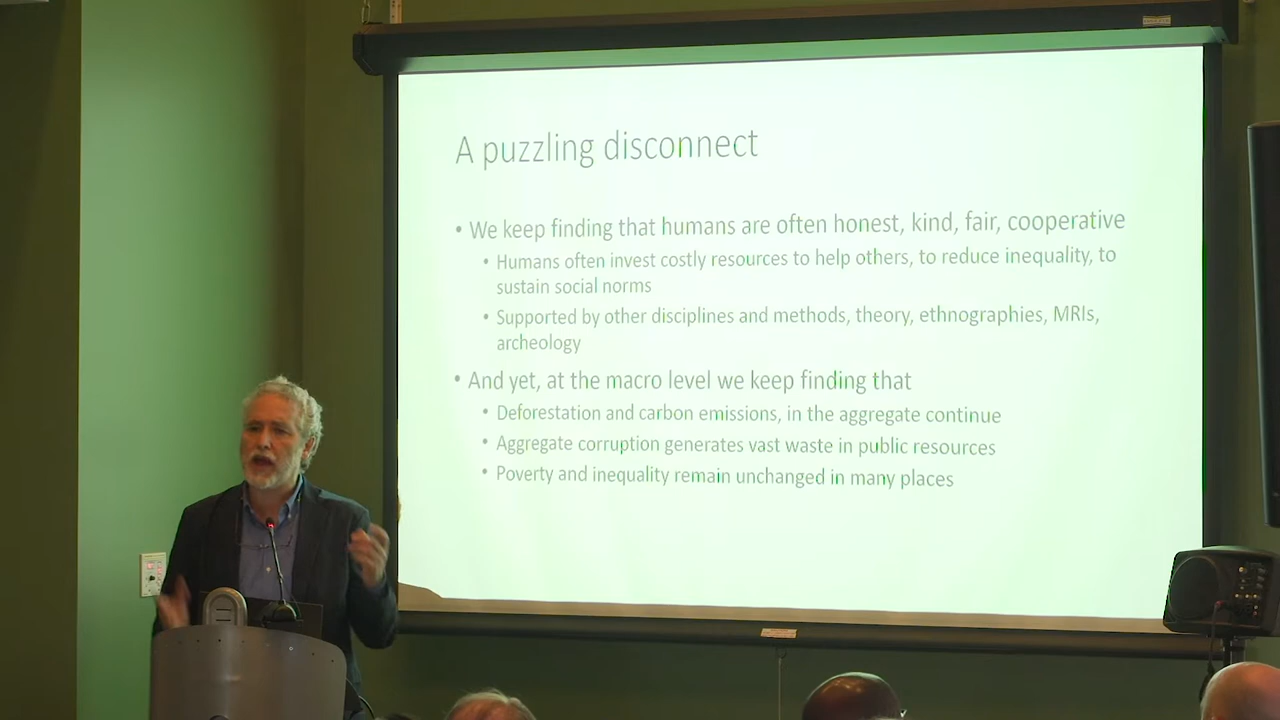 A puzzling disconnect
• We keep finding that humans are often honest, kind, fair, cooperative
• Humans often invest costly resources to help others, to reduce inequality, to
sustain social norms
• Supported by other disciplines and methods, theory, ethnographies, MRIs,
archeology
• And yet, at the macro level we keep finding that
• Deforestation and carbon emissions, in the aggregate continue
• Aggregate corruption generates vast waste in public resources
• Poverty and inequality remain unchanged in many places